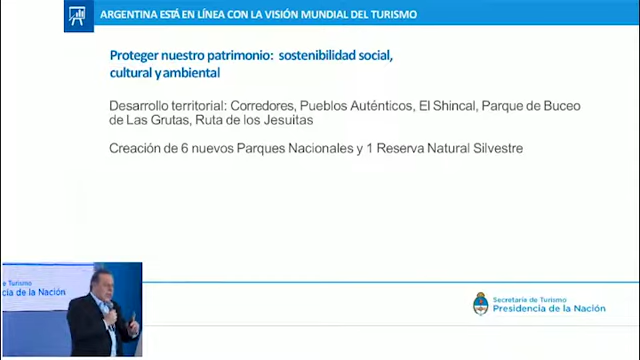 ARGENTINA ESTÁ EN LÍNEA CON LA VISIÓN MUNDIAL DEL TURISMO
Proteger nuestro patrimonio: sostenibilidad social,
cultural y ambiental
Desarrollo territorial: Corredores, Pueblos Auténticos, El Shincal, Parque de Buceo
de Las Grutas, Ruta de los Jesuitas
Creación de 6 nuevos Parques Nacionales y 1 Reserva Natural Silvestre
de Turismo
cia de la Nación
Secretaría de Turismo
Presidencia de la Nación